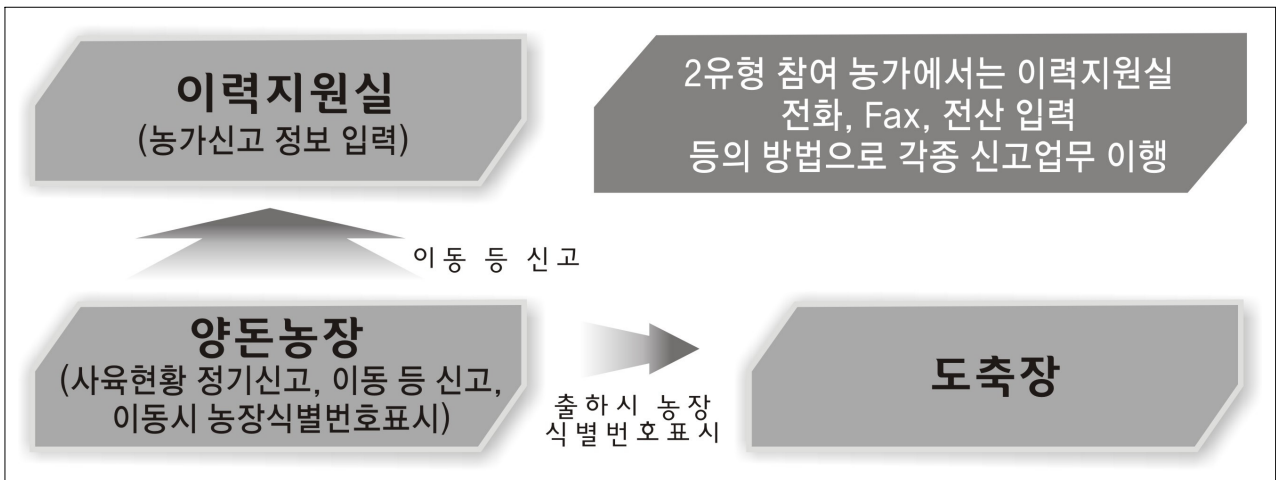 이력지원실
(농가신고 정보 입력)
2유형 참여 농가에서는 이력지원실
전화, Fax, 전산 입력
등의 방법으로 각종 신고업무 이행
이동 등 신고
양돈농장
(사육현황 정기신고, 이동 등 신고,
이동시 농장식별번호표시)
출하시 농장
식별번호표시
도축장